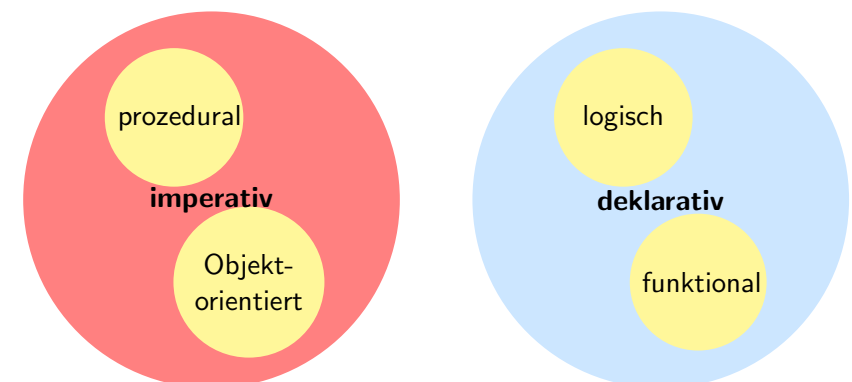 prozedural
imperativ
Objekt-
orientiert
logisch
deklarativ
funktional